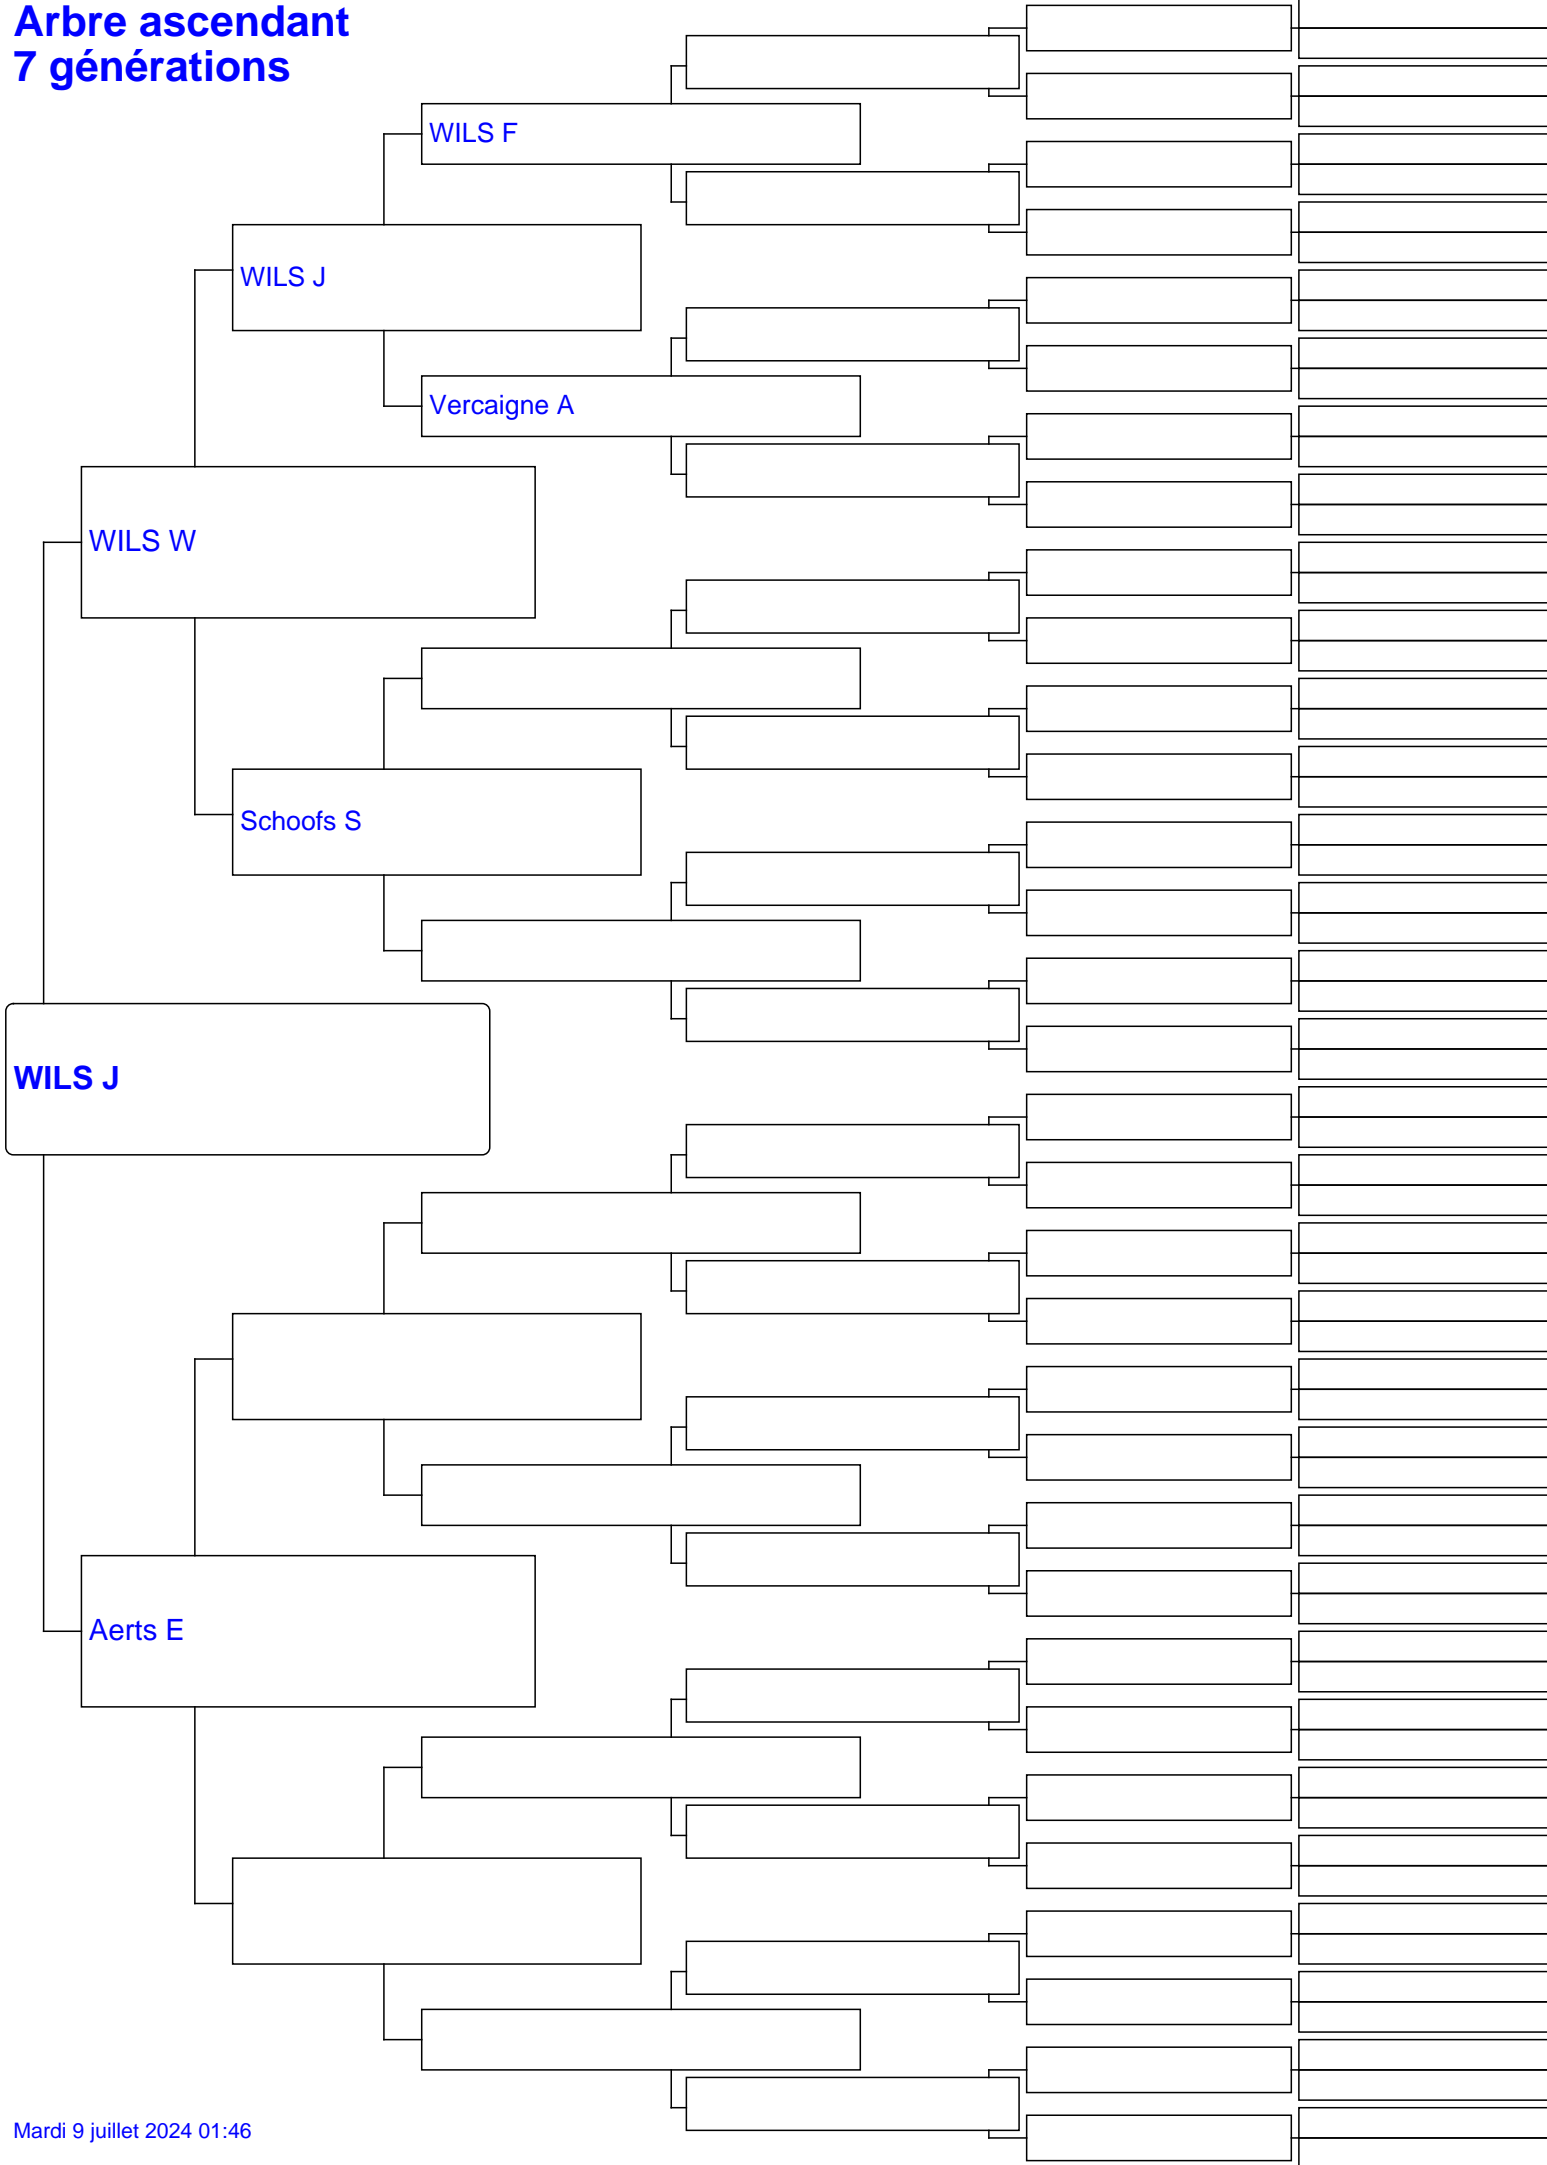 Arbre ascendant
7 générations
WILS F
WILS J
Vercaigne A
WILS W
Schoofs S
WILS J
Aerts E
Mardi 9 juillet 2024 01:46